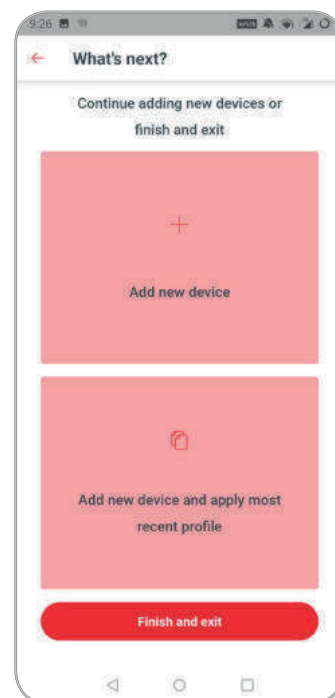 9:26
What's next?
Continue adding new devices or
finish and exit
Add new device
Add new device and apply most
recent profile
Finish and exit